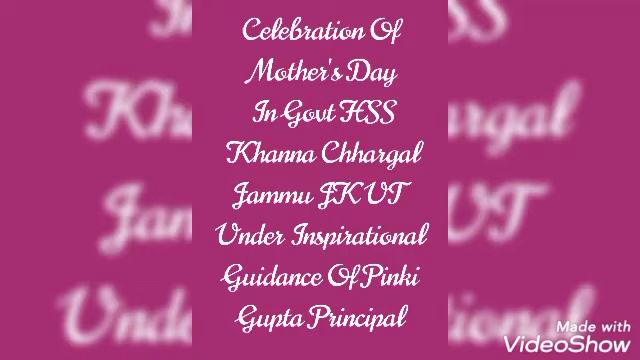 Celebration Of
Mother's Day
In Govt HSS
Khanna Chhargal
Jammu JK UT
Under Inspirational
Guidance Of Pinki
Gupta Principal
Made with
VideoShow